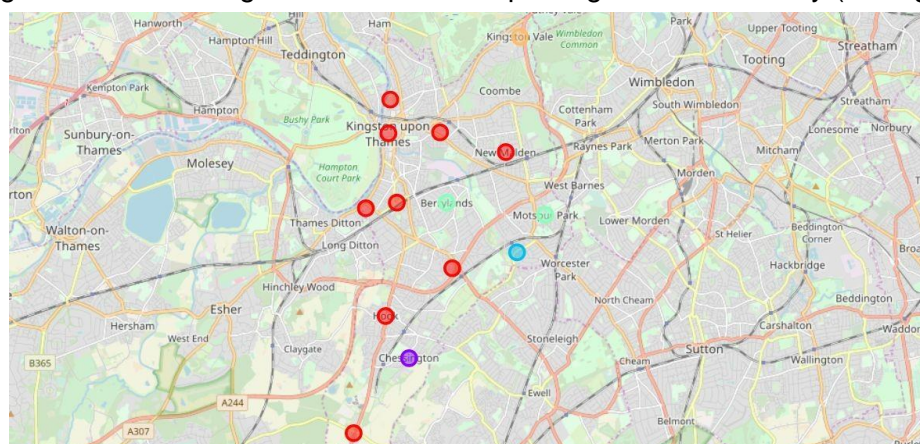 Hanworth
Ham
Kingston Vale
Wimbledon
Common
Park
Upper Tooting
Streatham
Hampton Hill
Teddington
Tooting
Kempton Park
Coombe
Wimbledon
Hampton
Bushy Park
Cottenham
Park
South Wimbledon
Streatham
Sunbury-on-
Thames
Kingston upon
Thames
Lonesome
Norbury
Molesey
Hampton
Court Park
New Malden
Raynes Park
Merton Park
Mitcham
Morden
West Barnes
Walton-on-
Thames
Thames Ditton
Berrylands
Motspur Park
Lower Morden
Beddington
Corner
Long Ditton
St Helier
Worcester
Park
Hackbridge
Hinchley Wood
Esher
North Cheam
Beddington
Hersham
West End
Hook
Stoneleigh
Carshalton
Claygate
Chessington
Cheam
Sutton
Wallington
B365
Ewell
A244
Belmont
A307